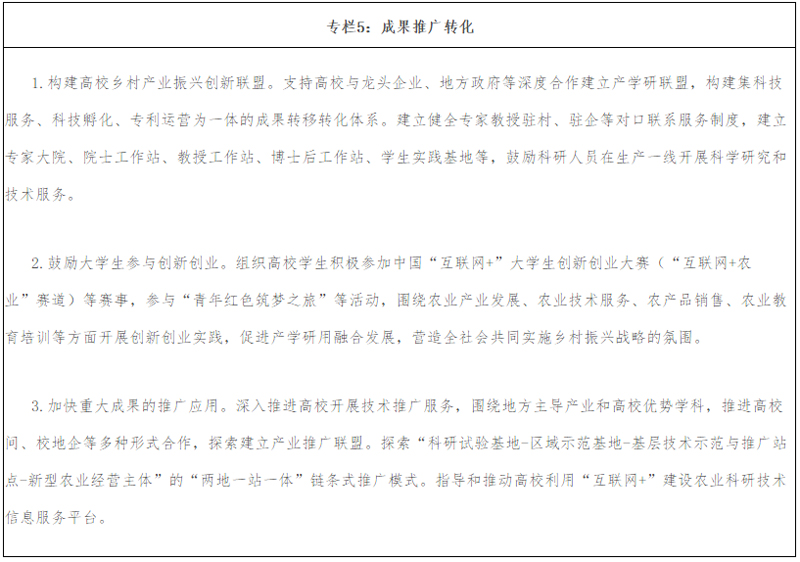 专栏5：成果推广转化
1.构建高校乡村产业振兴创新联盟。支持高校与龙头企业、地方政府等深度合作建立产学研联盟，构建集科技
服务、科技孵化、专利运营为一体的成果转移转化体系。建立健全专家教授驻村、驻企等对口联系服务制度，建立
专家大院、院士工作站、教授工作站、博士后工作站、学生实践基地等，鼓励科研人员在生产一线开展科学研究和
技术服务。
2.鼓励大学生参与创新创业。组织高校学生积极参加中国“互联网+”大学生创新创业大赛（“互联网+农
业”赛道）等赛事，参与“青年红色筑梦之旅”等活动，围绕农业产业发展、农业技术服务、农产品销售、农业教
育培训等方面开展创新创业实践，促进产学研用融合发展，营造全社会共同实施乡村振兴战略的氛围。
3.加快重大成果的推广应用。深入推进高校开展技术推广服务，围绕地方主导产业和高校优势学科，推进高校
间、校地企等多种形式合作，探索建立产业推广联盟。探索“科研试验基地-区域示范基地-基层技术示范与推广站
点-新型农业经营主体”的“两地一站一体”链条式推广模式。指导和推动高校利用“互联网+”建设农业科研技术
信息服务平台。